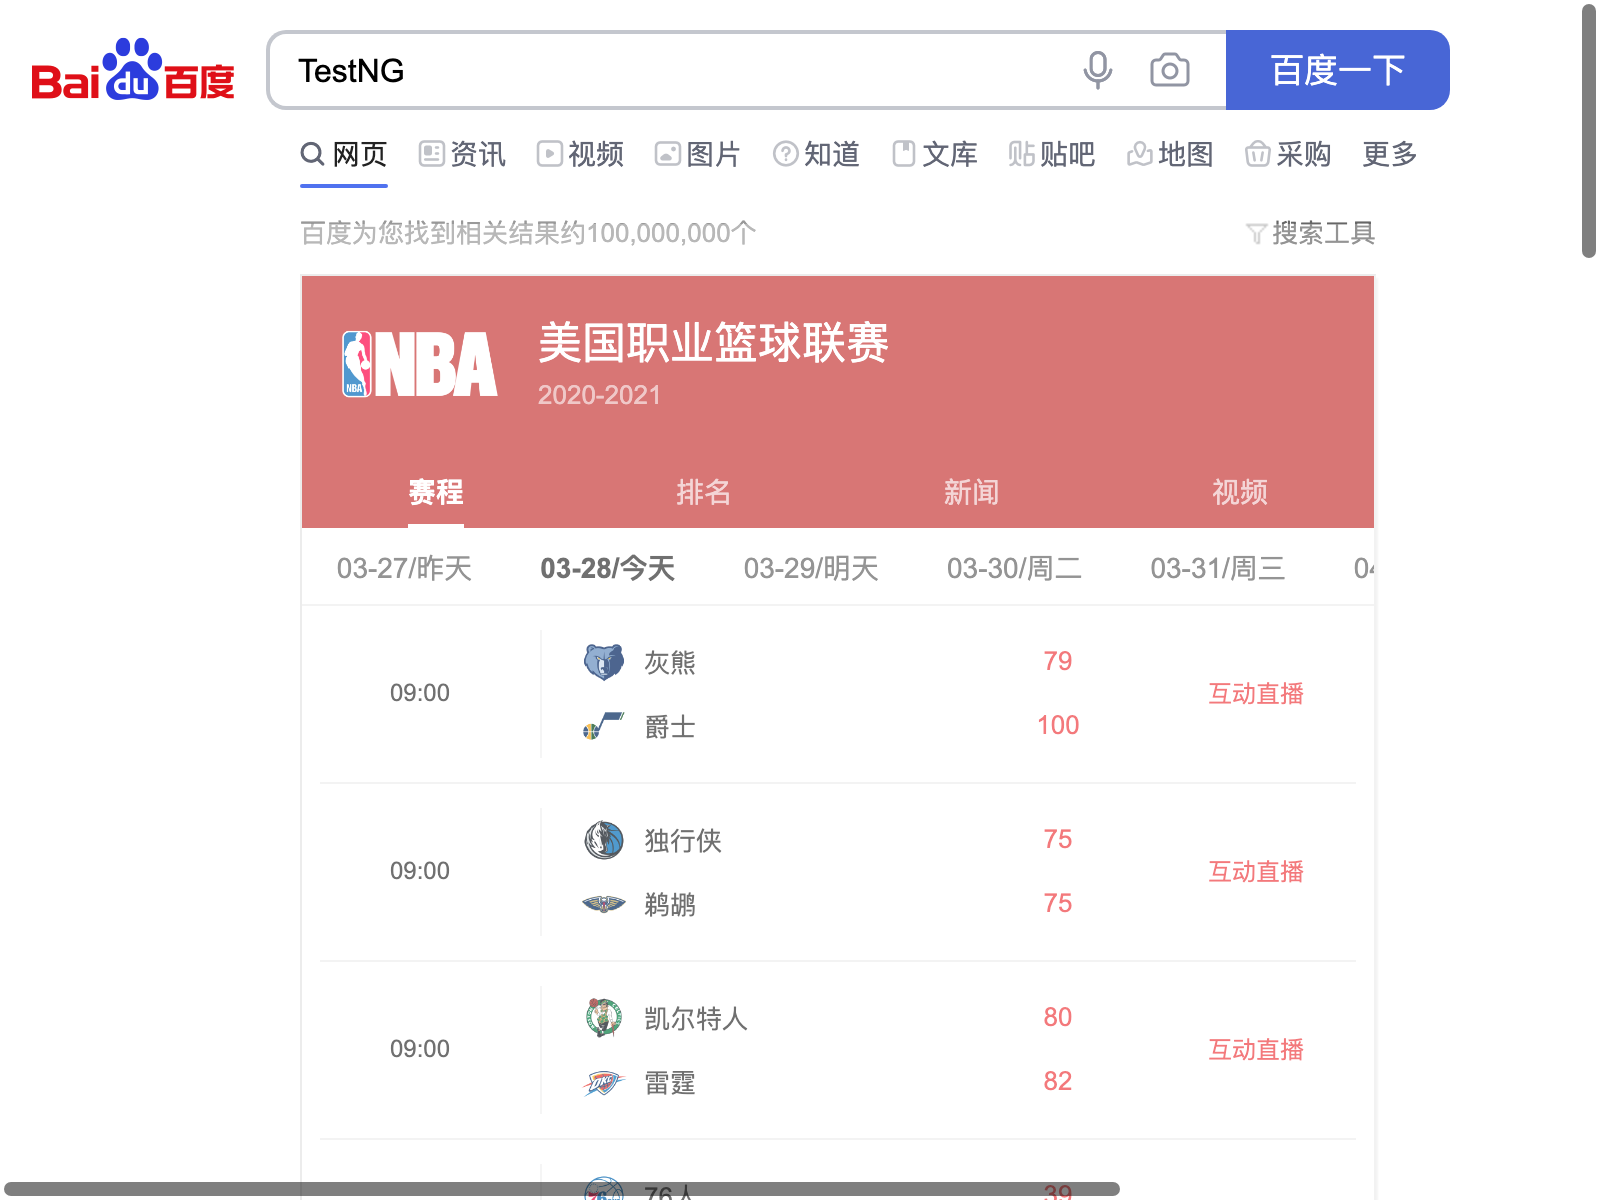 Bai du 百度
TestNG
百度一下
网页 资讯 视频 图片 知道 文库 贴吧 地图 采购 更多
百度为您找到相关结果约100,000,000个
搜索工具
NBA
NBA
美国职业篮球联赛
2020-2021
赛程 排名 新闻 视频
03-27/昨天 03-28/今天 03-29/明天 03-30/周二 03-31/周三
09:00
灰熊 79
爵士 100
互动直播
09:00
独行侠 75
鹈鹕 75
互动直播
09:00
凯尔特人 80
雷霆 82
互动直播
76人 39